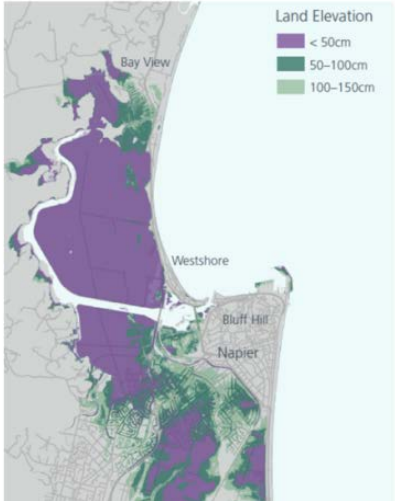 Land Elevation
< 50cm
50–100cm
100–150cm
Bay View
Westshore
Bluff Hill
Napier